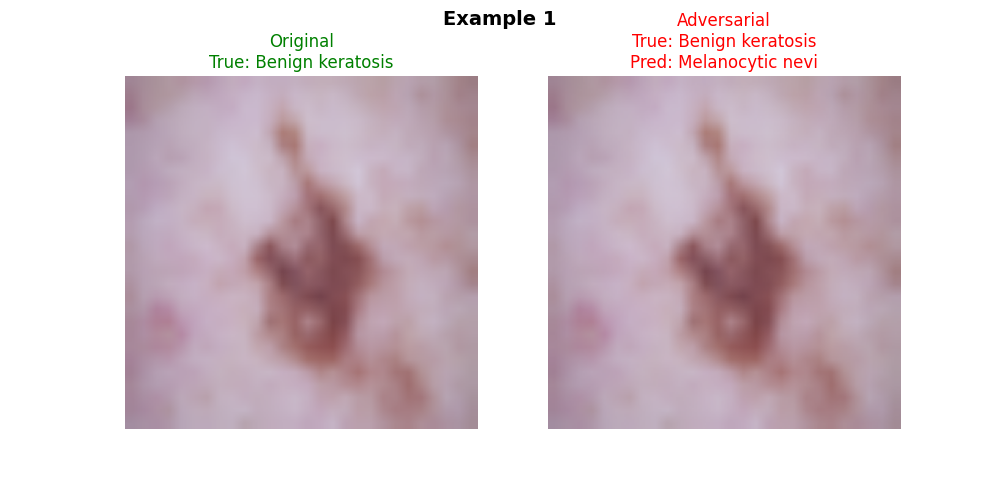 Example 1
Original
True: Benign keratosis
Adversarial
True: Benign keratosis
Pred: Melanocytic nevi